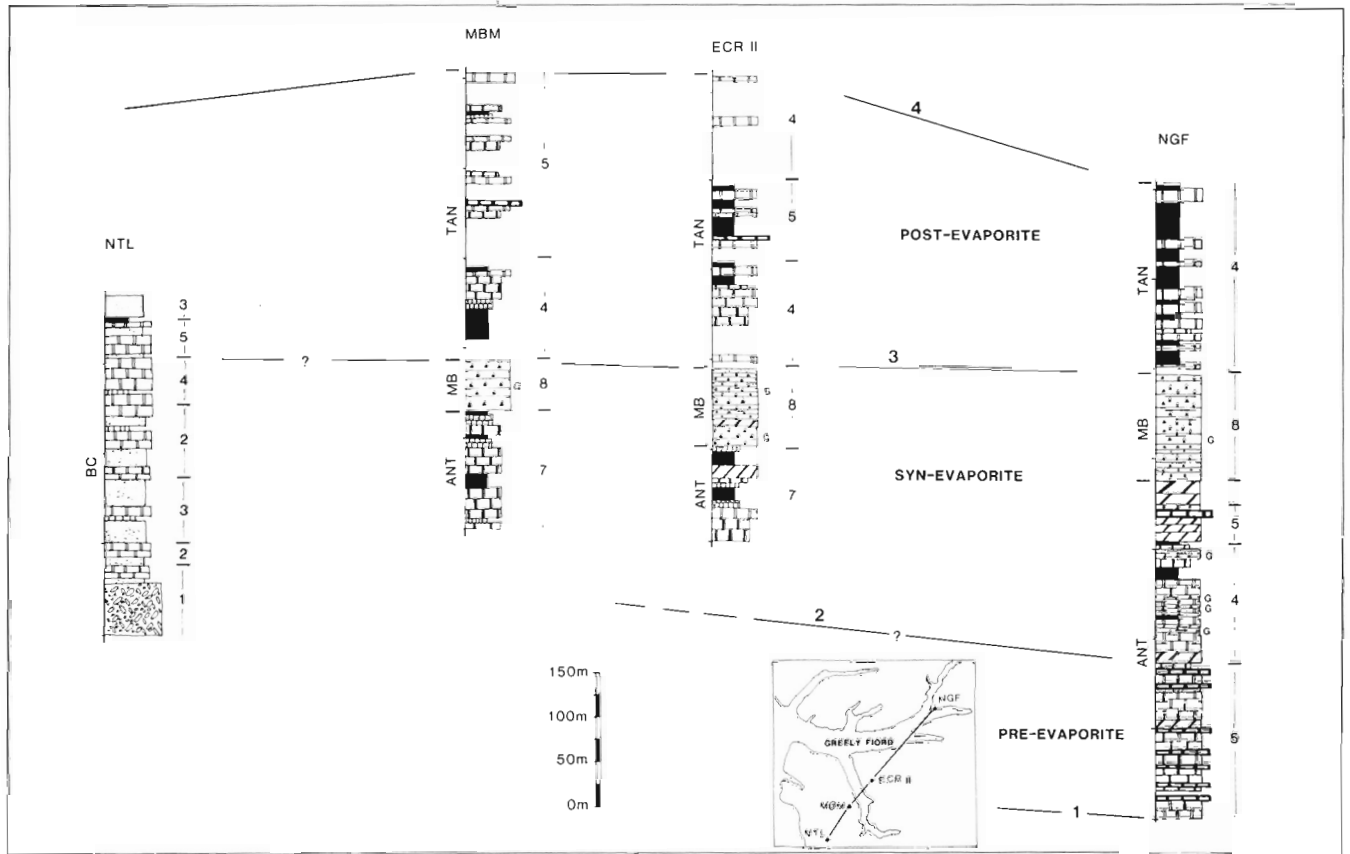 MBM
ECR II
NGF
NTL
4
TAN
5
4
MB
8
G
ANT
7
TAN
4
5
4
MB
8
G
G
ANT
7
POST-EVAPORITE
3
SYN-EVAPORITE
TAN
4
MB
8
G
5
G
4
G
G
G
ANT
5
BC
3
5
4
2
3
2
1
?
2
?
PRE-EVAPORITE
1
150m
100m
50m
0m
NGF
GREELY FIORD
ECR II
MBM
NTL